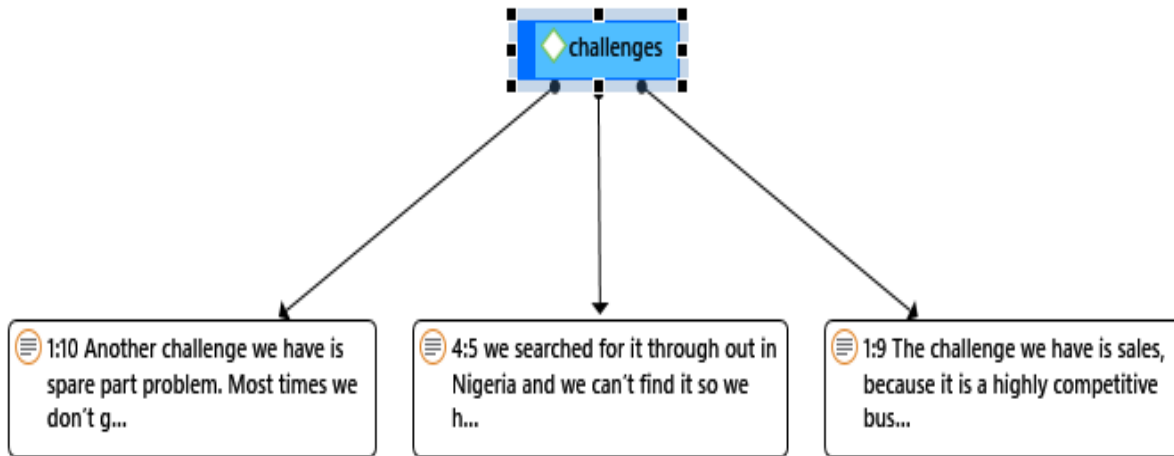 challenges
1:10 Another challenge we have is
spare part problem. Most times we
don't g...
4:5 we searched for it through out in
Nigeria and we can't find it so we
h...
1:9 The challenge we have is sales,
because it is a highly competitive
bus...